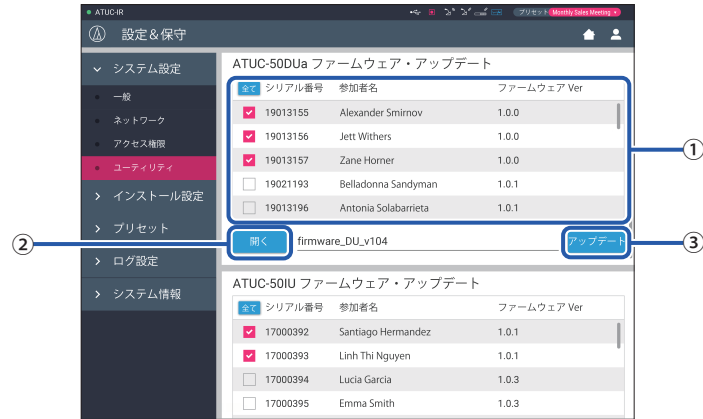 ATUC-IR
プリセット Monthly Sales Meeting
設定&保守
システム設定
一般
ネットワーク
アクセス権限
ユーティリティ
インストール設定
プリセット
ログ設定
システム情報
ATUC-50DUa ファームウェア・アップデート
全て シリアル番号 参加者名 ファームウェア Ver
19013155 Alexander Smirnov 1.0.0
19013156 Jett Withers 1.0.0
19013157 Zane Horner 1.0.0
19021193 Belladonna Sandyman 1.0.1
19013196 Antonia Solabarrieta 1.0.1
①
② 開く firmware_DU_v104 アップデート ③
ATUC-50IU ファームウェア・アップデート
全て シリアル番号 参加者名 ファームウェア Ver
17000392 Santiago Hermandez 1.0.1
17000393 Linh Thi Nguyen 1.0.1
17000394 Lucia Garcia 1.0.3
17000395 Emma Smith 1.0.3